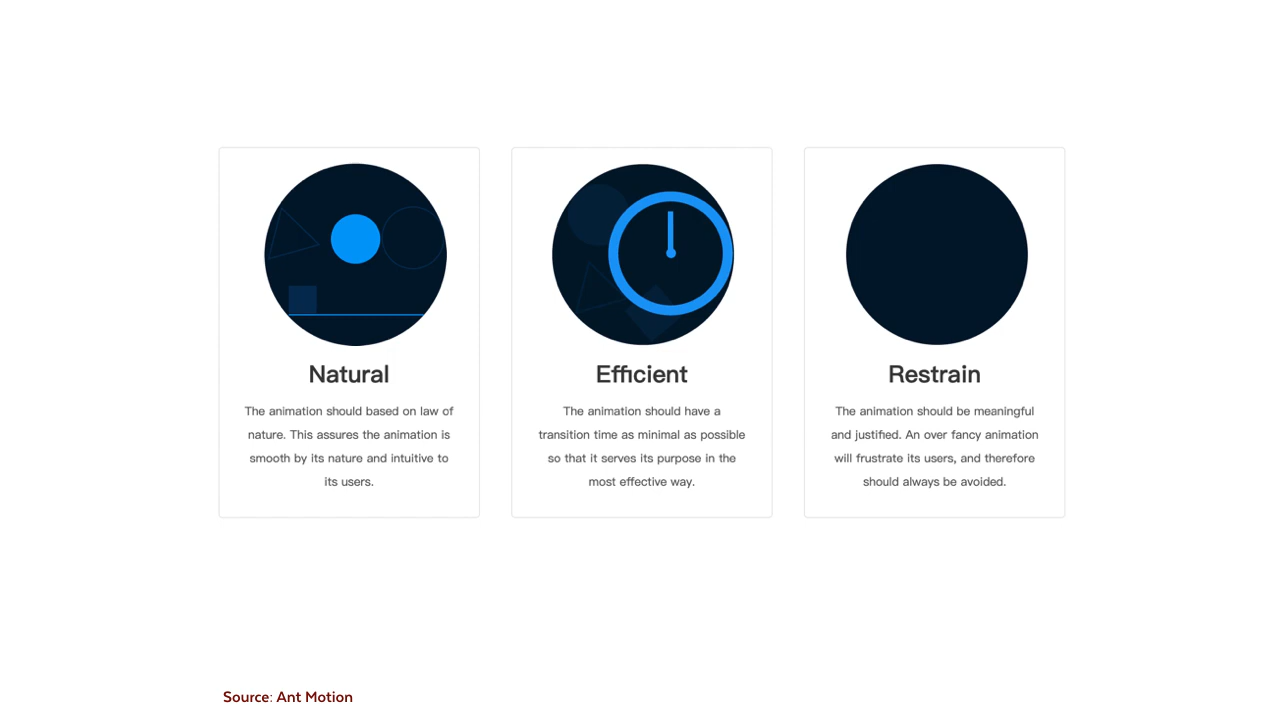 Natural
The animation should based on law of
nature. This assures the animation is
smooth by its nature and intuitive to
its users.
Efficient
The animation should have a
transition time as minimal as possible
so that it serves its purpose in the
most effective way.
Restrain
The animation should be meaningful
and justified. An over fancy animation
will frustrate its users, and therefore
should always be avoided.
Source: Ant Motion